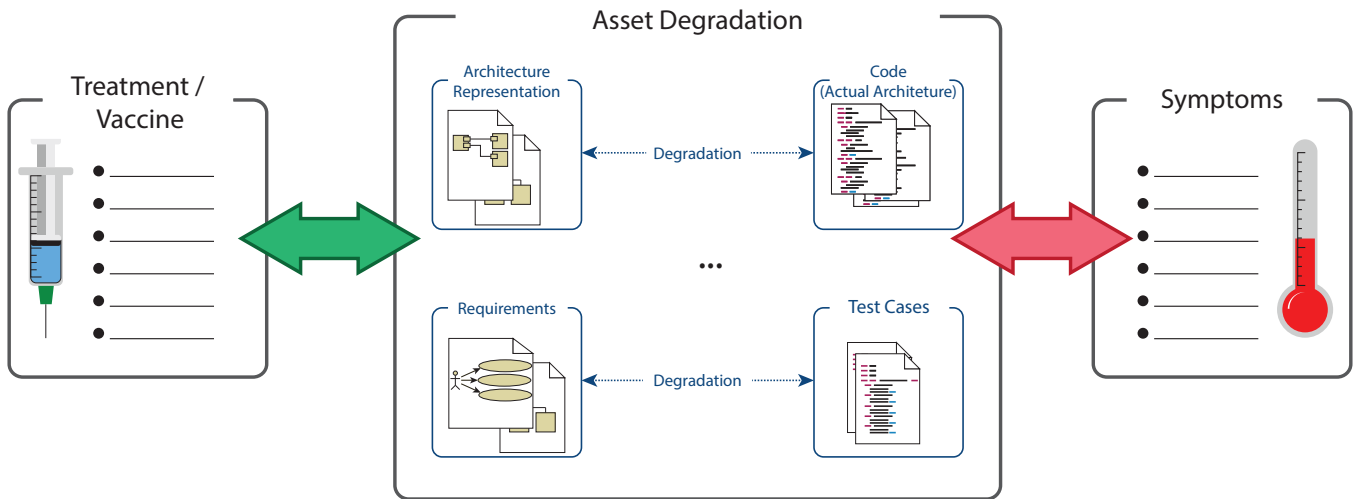 Asset Degradation
Treatment /
Vaccine
Architecture
Representation
Degradation
Code
(Actual Architeture)
...
Requirements
Degradation
Test Cases
Symptoms